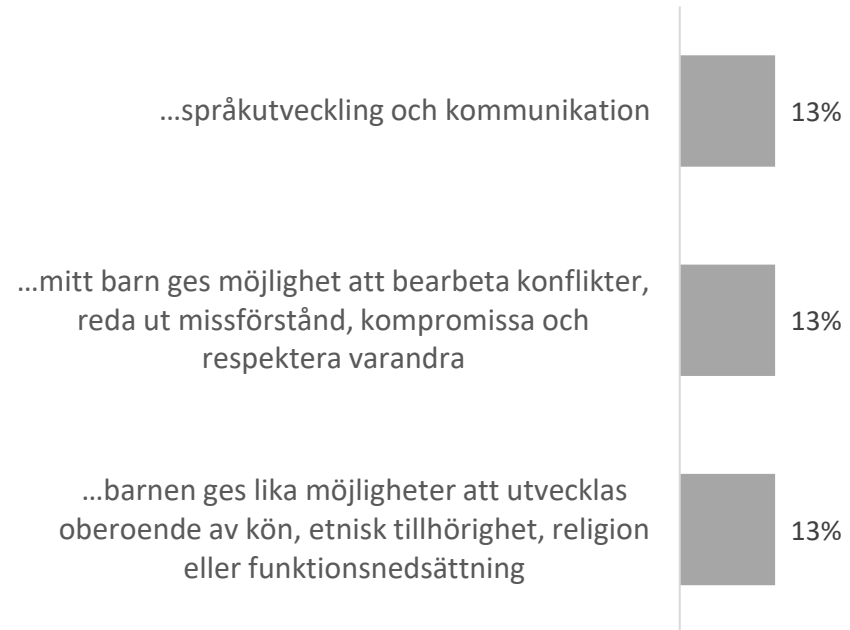 ...språkutveckling och kommunikation
13%
...mitt barn ges möjlighet att bearbeta konflikter,
reda ut missförstånd, kompromissa och
respektera varandra
13%
...barnen ges lika möjligheter att utvecklas
oberoende av kön, etnisk tillhörighet, religion
eller funktionsnedsättning
13%